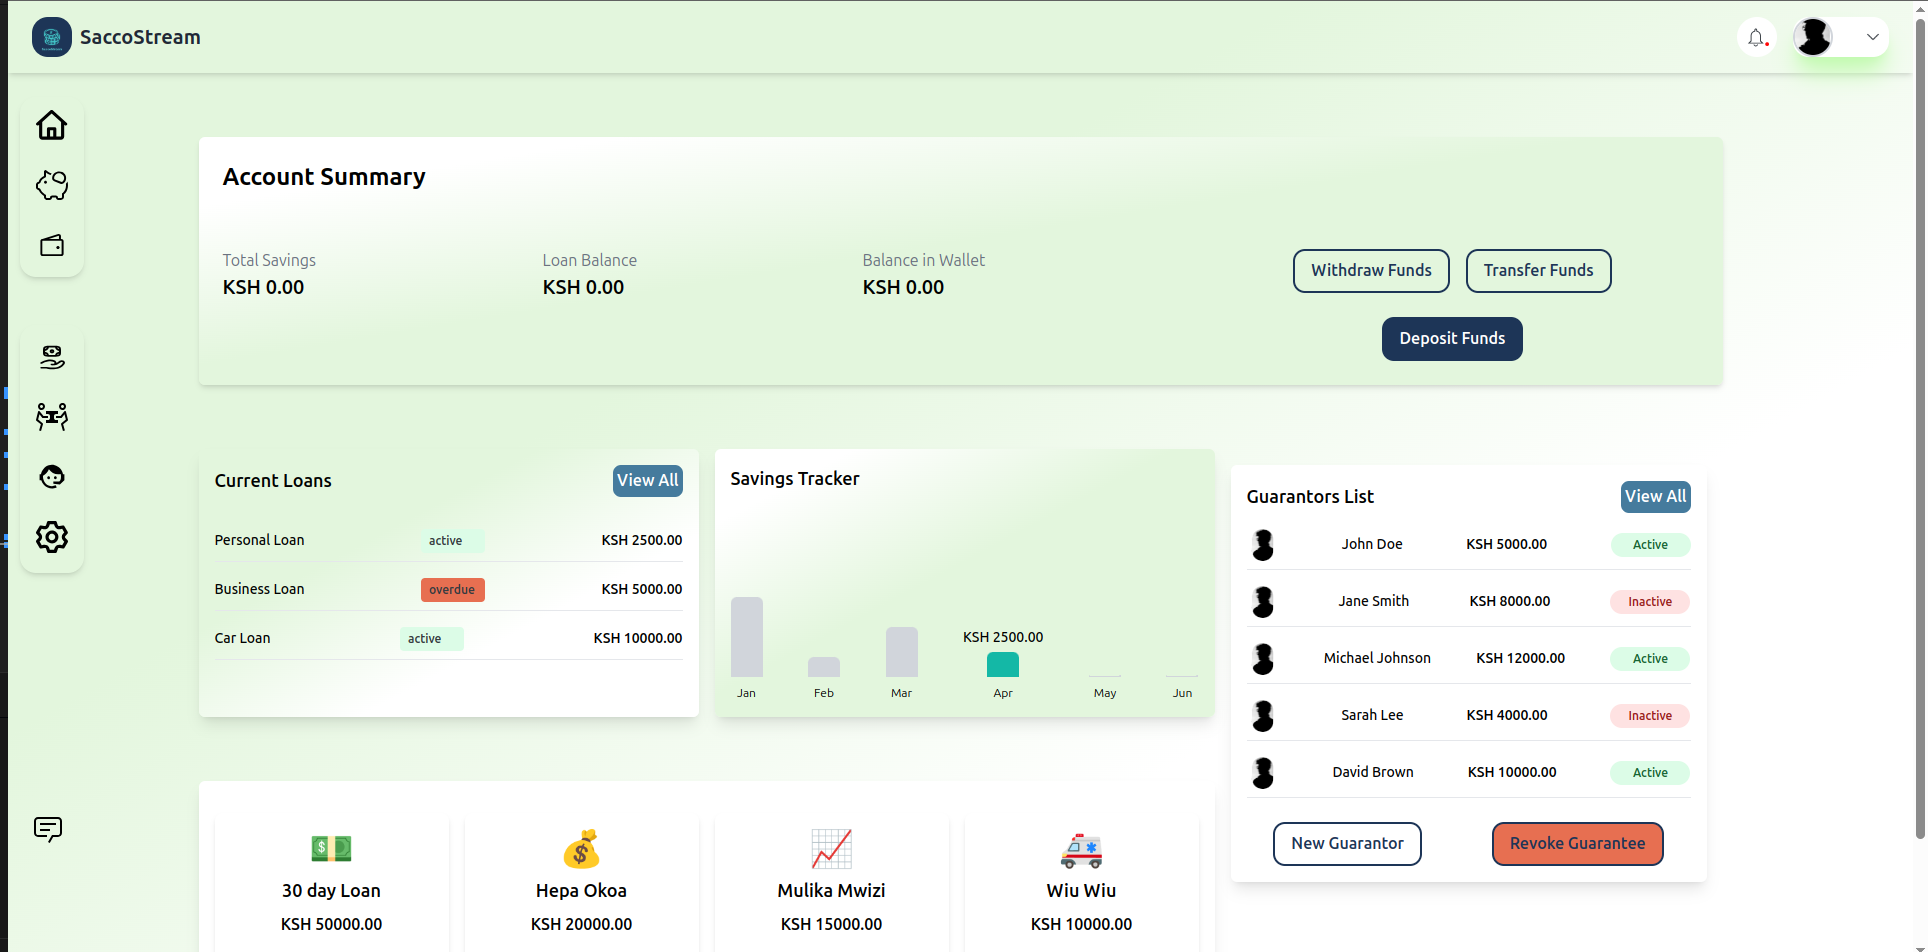 SaccoStream
Account Summary
Total Savings
KSH 0.00
Loan Balance
KSH 0.00
Balance in Wallet
KSH 0.00
Withdraw Funds
Transfer Funds
Deposit Funds
Current Loans
View All
Personal Loan active KSH 2500.00
Business Loan overdue KSH 5000.00
Car Loan active KSH 10000.00
Savings Tracker
KSH 2500.00
Jan Feb Mar Apr May Jun
Guarantors List
View All
John Doe KSH 5000.00 Active
Jane Smith KSH 8000.00 Inactive
Michael Johnson KSH 12000.00 Active
Sarah Lee KSH 4000.00 Inactive
David Brown KSH 10000.00 Active
New Guarantor
Revoke Guarantee
30 day Loan
KSH 50000.00
Hepa Okoa
KSH 20000.00
Mulika Mwizi
KSH 15000.00
Wiu Wiu
KSH 10000.00